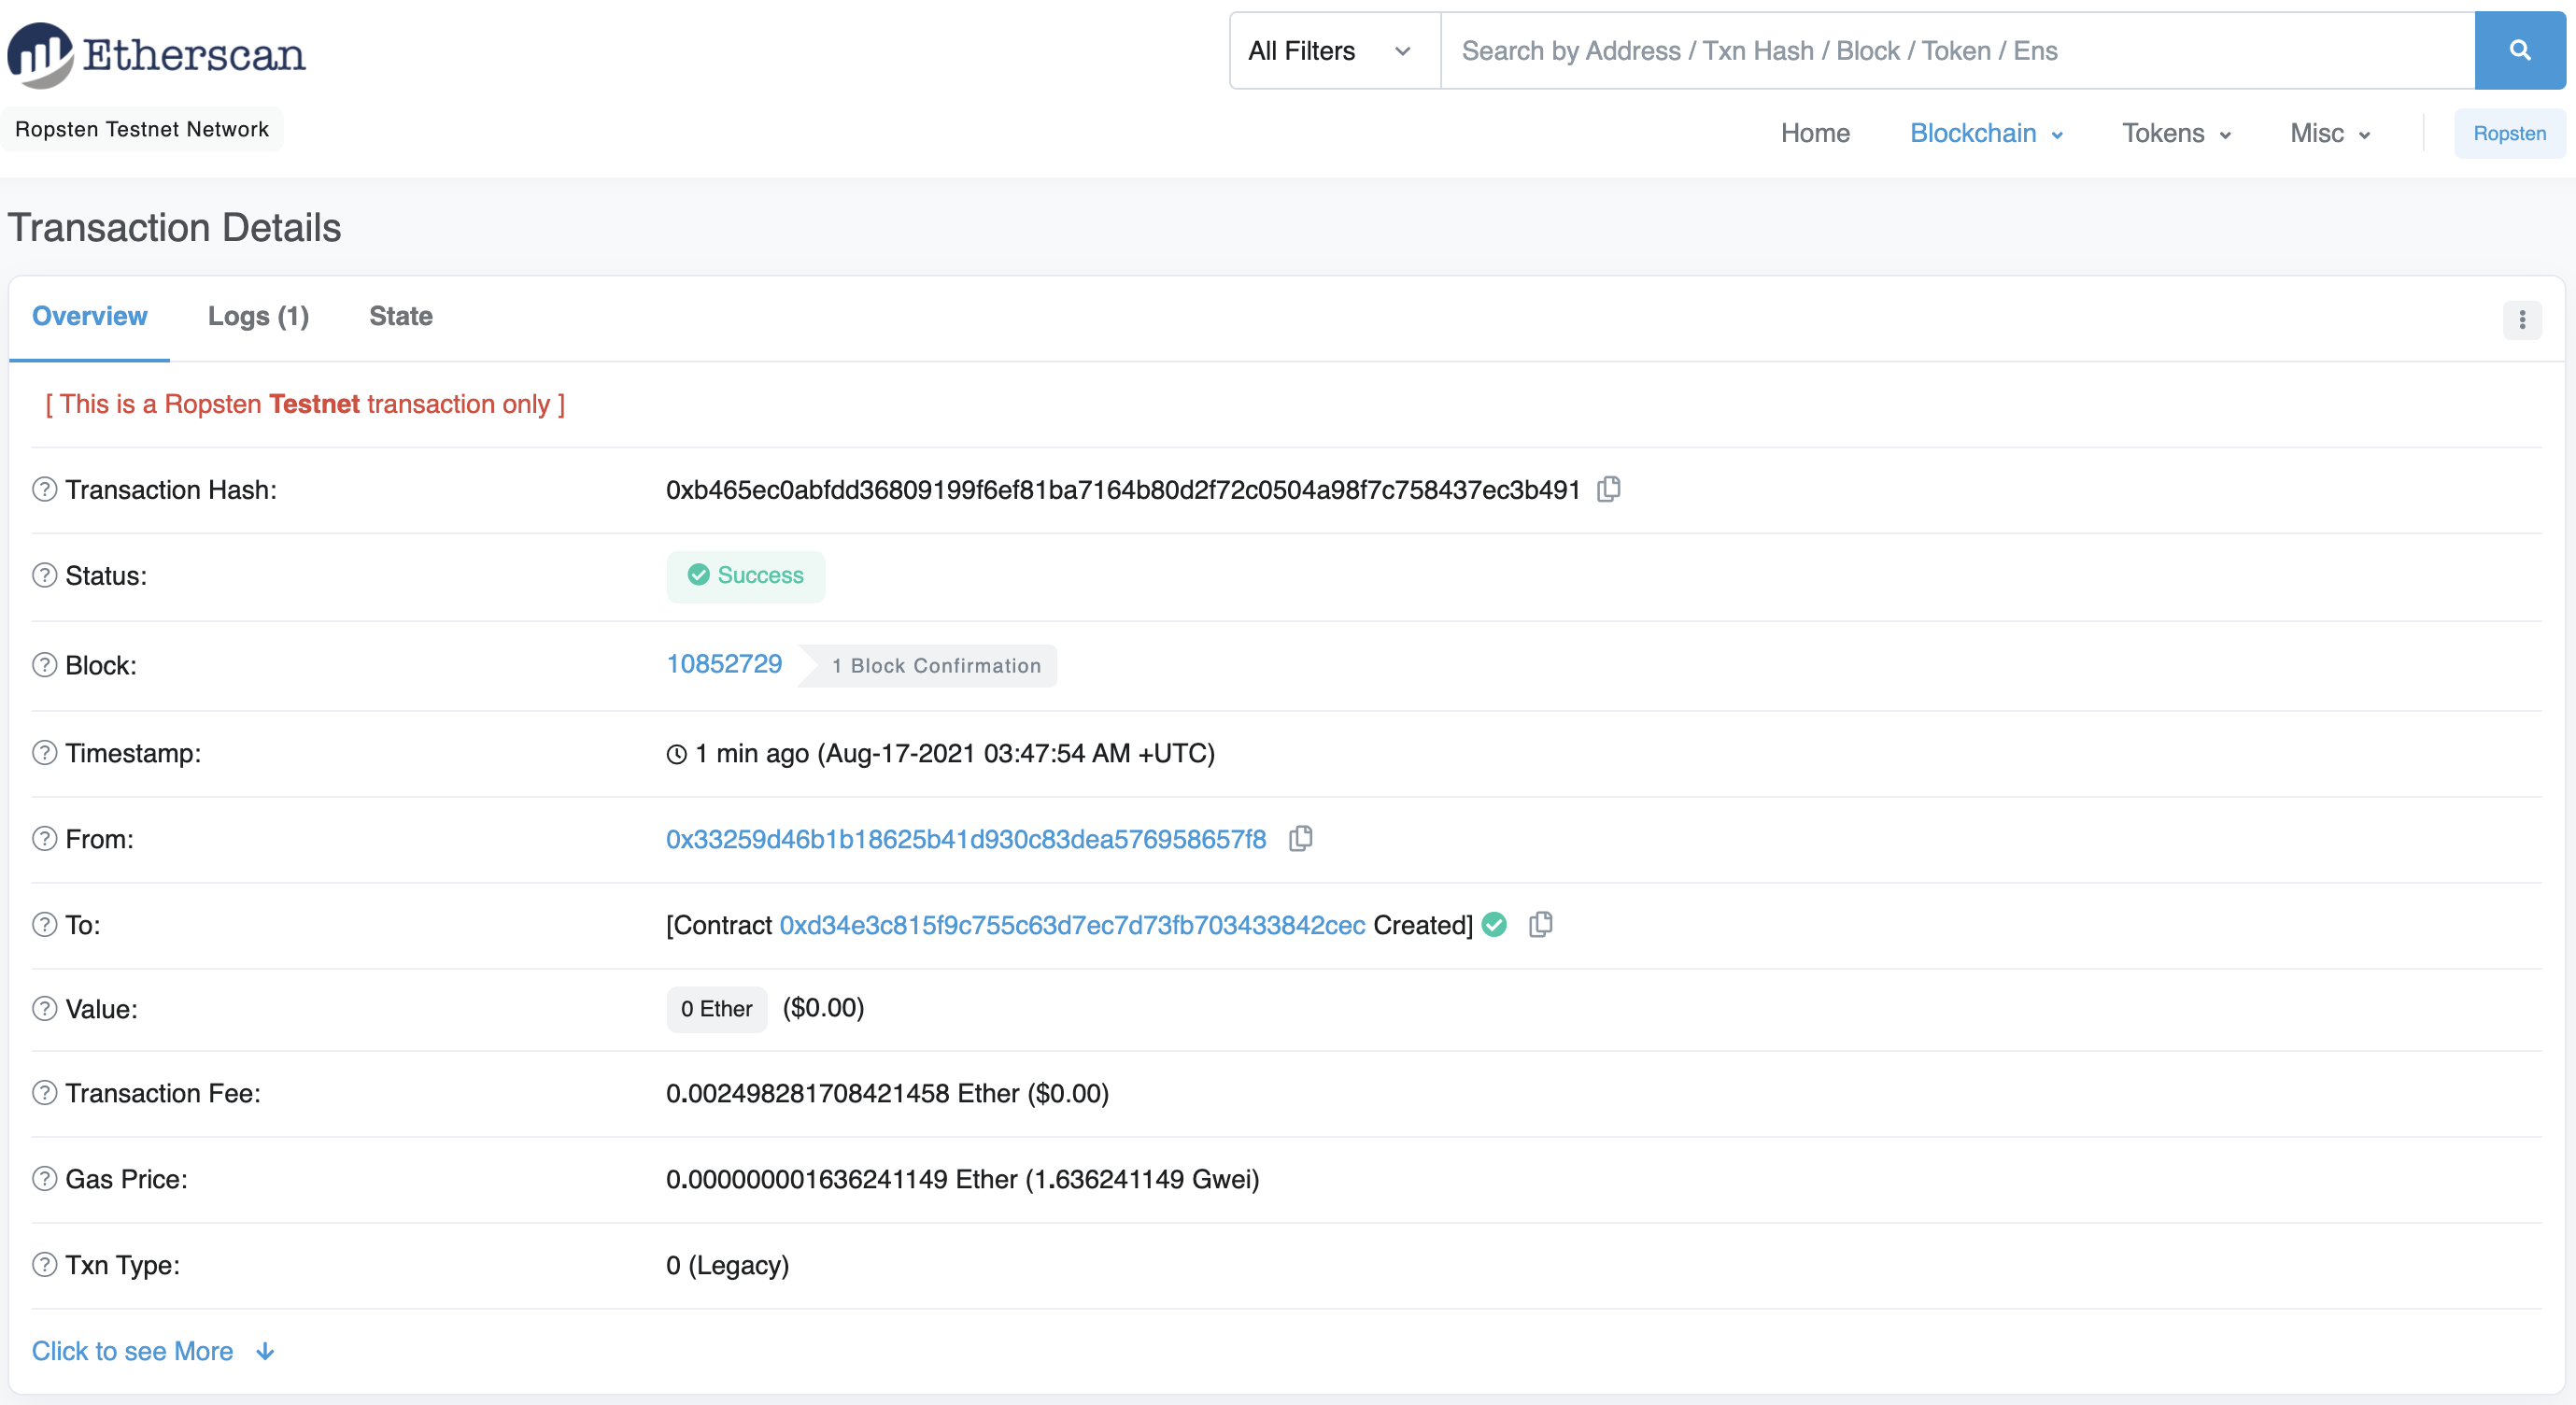 Etherscan
All Filters
Search by Address / Txn Hash / Block / Token / Ens
Ropsten Testnet Network
Home Blockchain Tokens Misc Ropsten
Transaction Details
Overview Logs (1) State
[ This is a Ropsten Testnet transaction only ]
Transaction Hash: 0xb465ec0abfdd36809199f6ef81ba7164b80d2f72c0504a98f7c758437ec3b491
Status: Success
Block: 10852729 1 Block Confirmation
Timestamp: 1 min ago (Aug-17-2021 03:47:54 AM +UTC)
From: 0x33259d46b1b18625b41d930c83dea576958657f8
To: [Contract 0xd34e3c815f9c755c63d7ec7d73fb703433842cec Created]
Value: 0 Ether ($0.00)
Transaction Fee: 0.002498281708421458 Ether ($0.00)
Gas Price: 0.000000001636241149 Ether (1.636241149 Gwei)
Txn Type: 0 (Legacy)
Click to see More